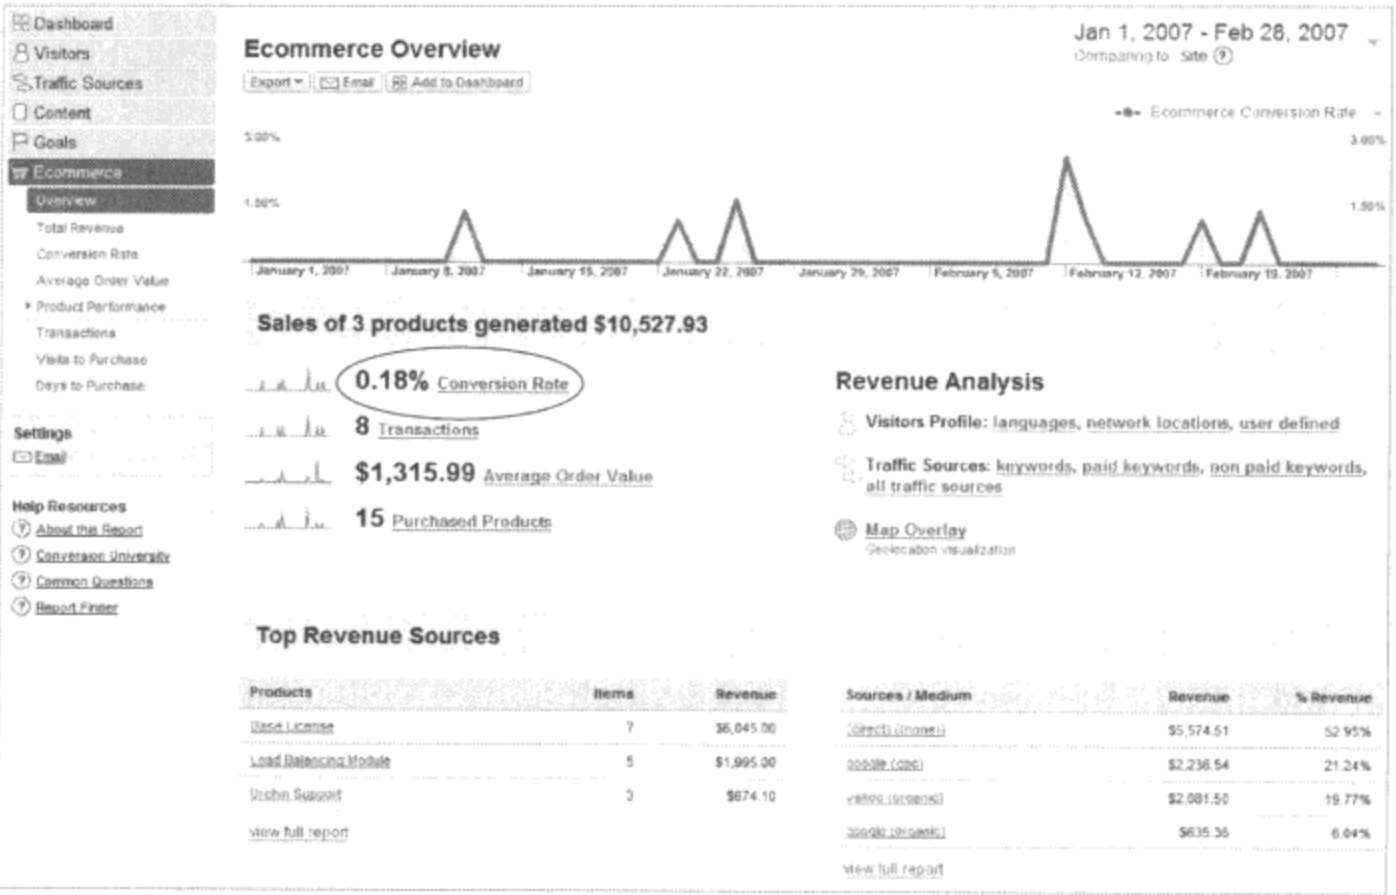 Dashboard
Visitors
Traffic Sources
Content
Goals
Ecommerce
Overview
Total Revenue
Conversion Rate
Average Order Value
Product Performance
Transactions
Visits to Purchase
Days to Purchase
Settings
Email
Help Resources
About this Report
Conversion University
Common Questions
Report Finder
Ecommerce Overview
Jan 1, 2007 - Feb 28, 2007
Comparing to: Site
Export Email Add to Dashboard
Ecommerce Conversion Rate
3.00% 3.00%
1.50% 1.50%
January 1, 2007 January 8, 2007 January 15, 2007 January 22, 2007 January 29, 2007 February 5, 2007 February 12, 2007 February 19, 2007
Sales of 3 products generated $10,527.93
0.18% Conversion Rate
8 Transactions
$1,315.99 Average Order Value
15 Purchased Products
Revenue Analysis
Visitors Profile: languages, network locations, user defined
Traffic Sources: keywords, paid keywords, non paid keywords,
all traffic sources
Map Overlay
Geolocation visualization
Top Revenue Sources
Products Items Revenue
Base License 7 $6,045.00
Load Balancing Module 5 $1,995.00
Urchin Support 3 $674.10
view full report
Sources / Medium Revenue % Revenue
(direct) ((none)) $5,574.51 52.95%
google (cpc) $2,236.54 21.24%
yahoo (organic) $2,081.50 19.77%
google (organic) $635.38 6.04%
view full report